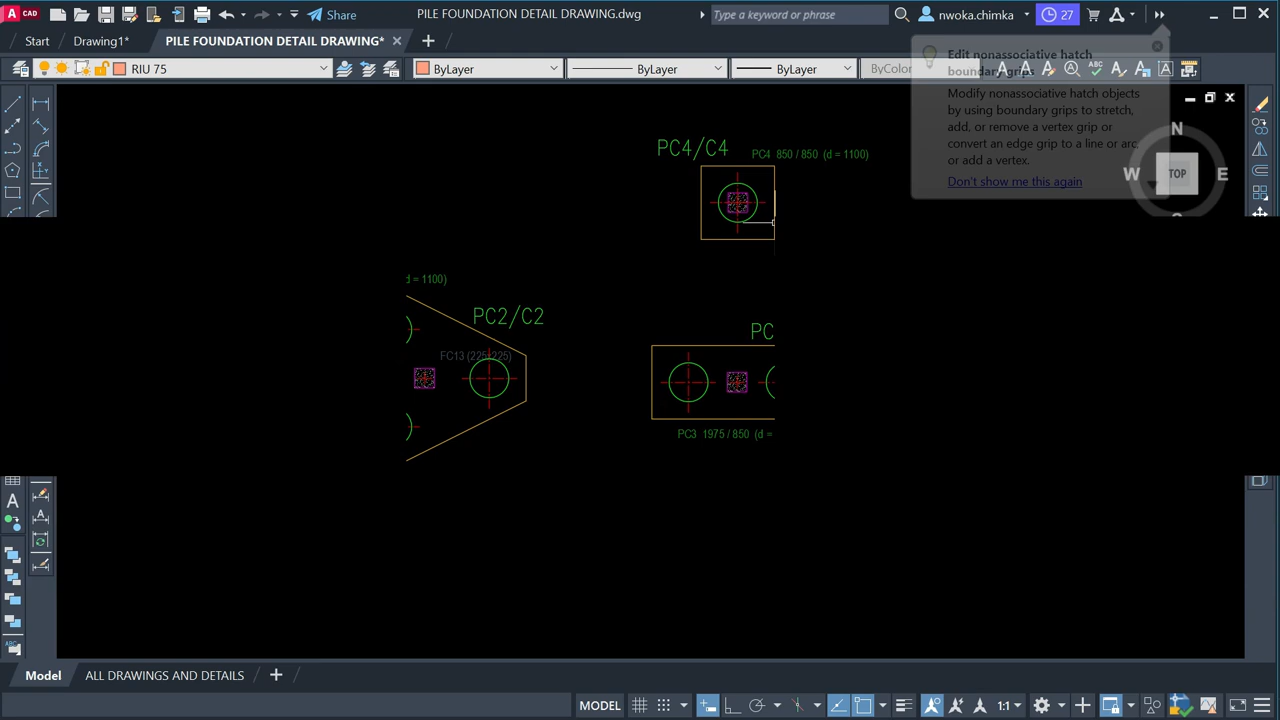 CAD
Share
PILE FOUNDATION DETAIL DRAWING.dwg
Type a keyword or phrase
nwoka.chimka
27
Start
Drawing1*
PILE FOUNDATION DETAIL DRAWING*
RIU 75
ByLayer
ByLayer
ByLayer
ByColor
Edit nonassociative hatch
boundary grips
Modify nonassociative hatch objects
by using boundary grips to stretch,
add, or remove a vertex grip or
convert an edge grip to a line or arc,
or add a vertex.
Don't show me this again
N
W
TOP
E
PC4/C4
PC4 850 / 850 (d = 1100)
d = 1100)
PC2/C2
FC13 (225/225)
PC
PC3 1975 / 850 (d =
Model
ALL DRAWINGS AND DETAILS
MODEL
1:1